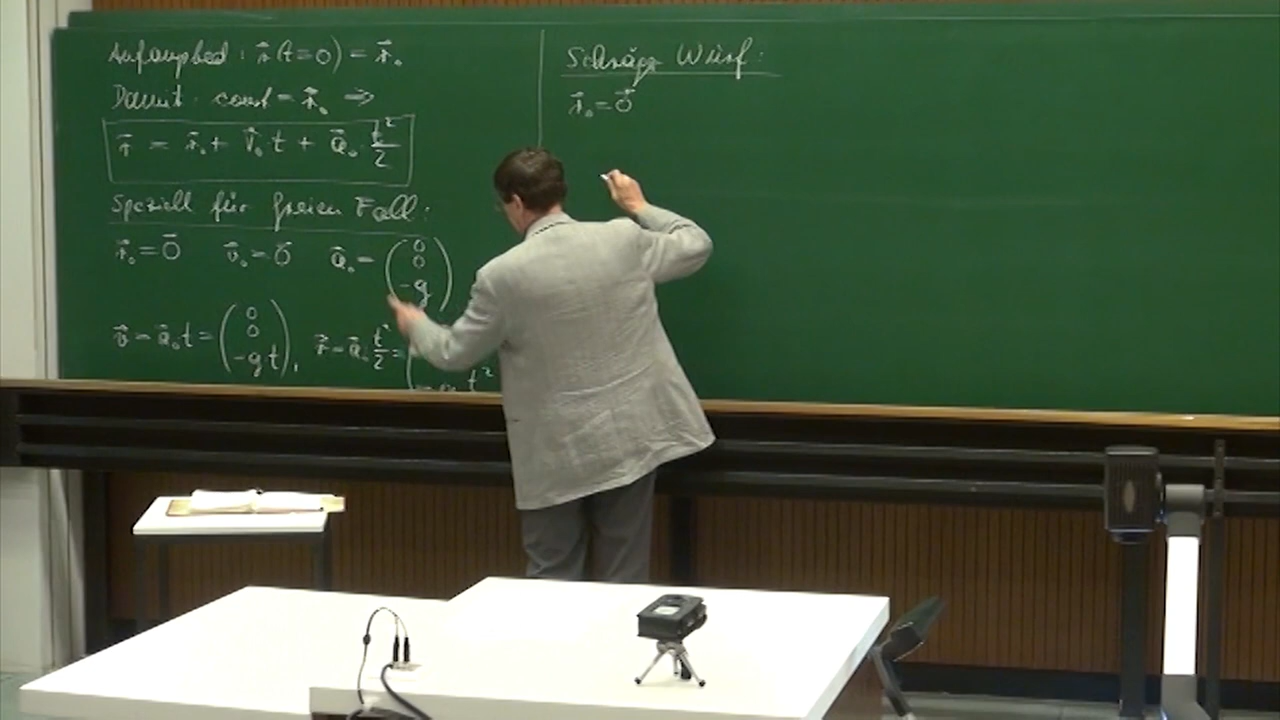 Anfangsbed: r⃗(t=0) = r⃗₀
Damit: const = r⃗₀ ⇒
r⃗ = r⃗₀ + v⃗₀ t + a⃗₀ t²/2
Speziell für freien Fall:
r⃗₀ = 0⃗ v⃗₀ = 0⃗ a⃗₀ = (0 0 -g)
v⃗ = a⃗₀ t = (0 0 -gt), r⃗ = a⃗₀ t²/2 =
Schräger Wurf:
r⃗₀ = 0⃗